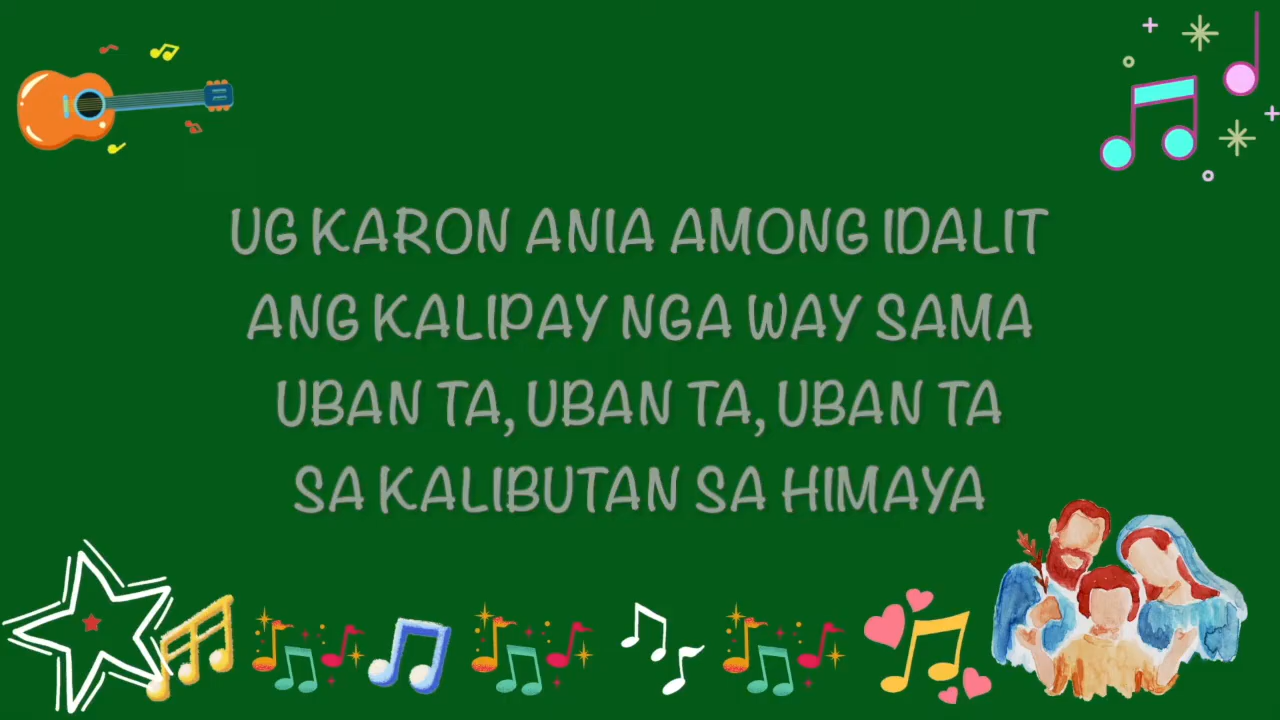 UG KARON ANIA AMONG IDALIT
ANG KALIPAY NGA WAY SAMA
UBAN TA, UBAN TA, UBAN TA
SA KALIBUTAN SA HIMAYA